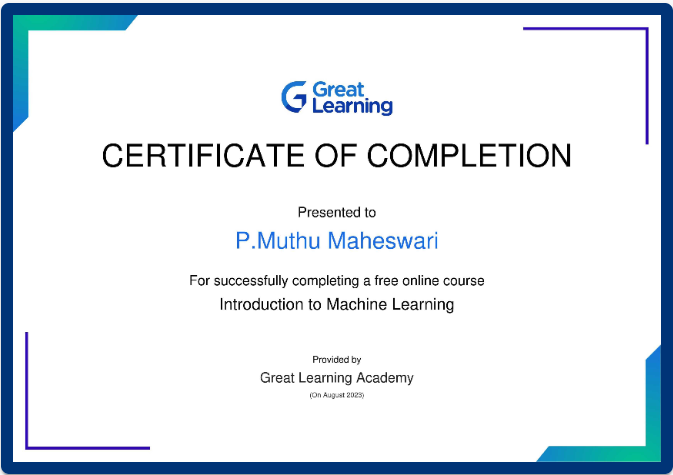 Great
Learning
CERTIFICATE OF COMPLETION
Presented to
P.Muthu Maheswari
For successfully completing a free online course
Introduction to Machine Learning
Provided by
Great Learning Academy
(On August 2023)